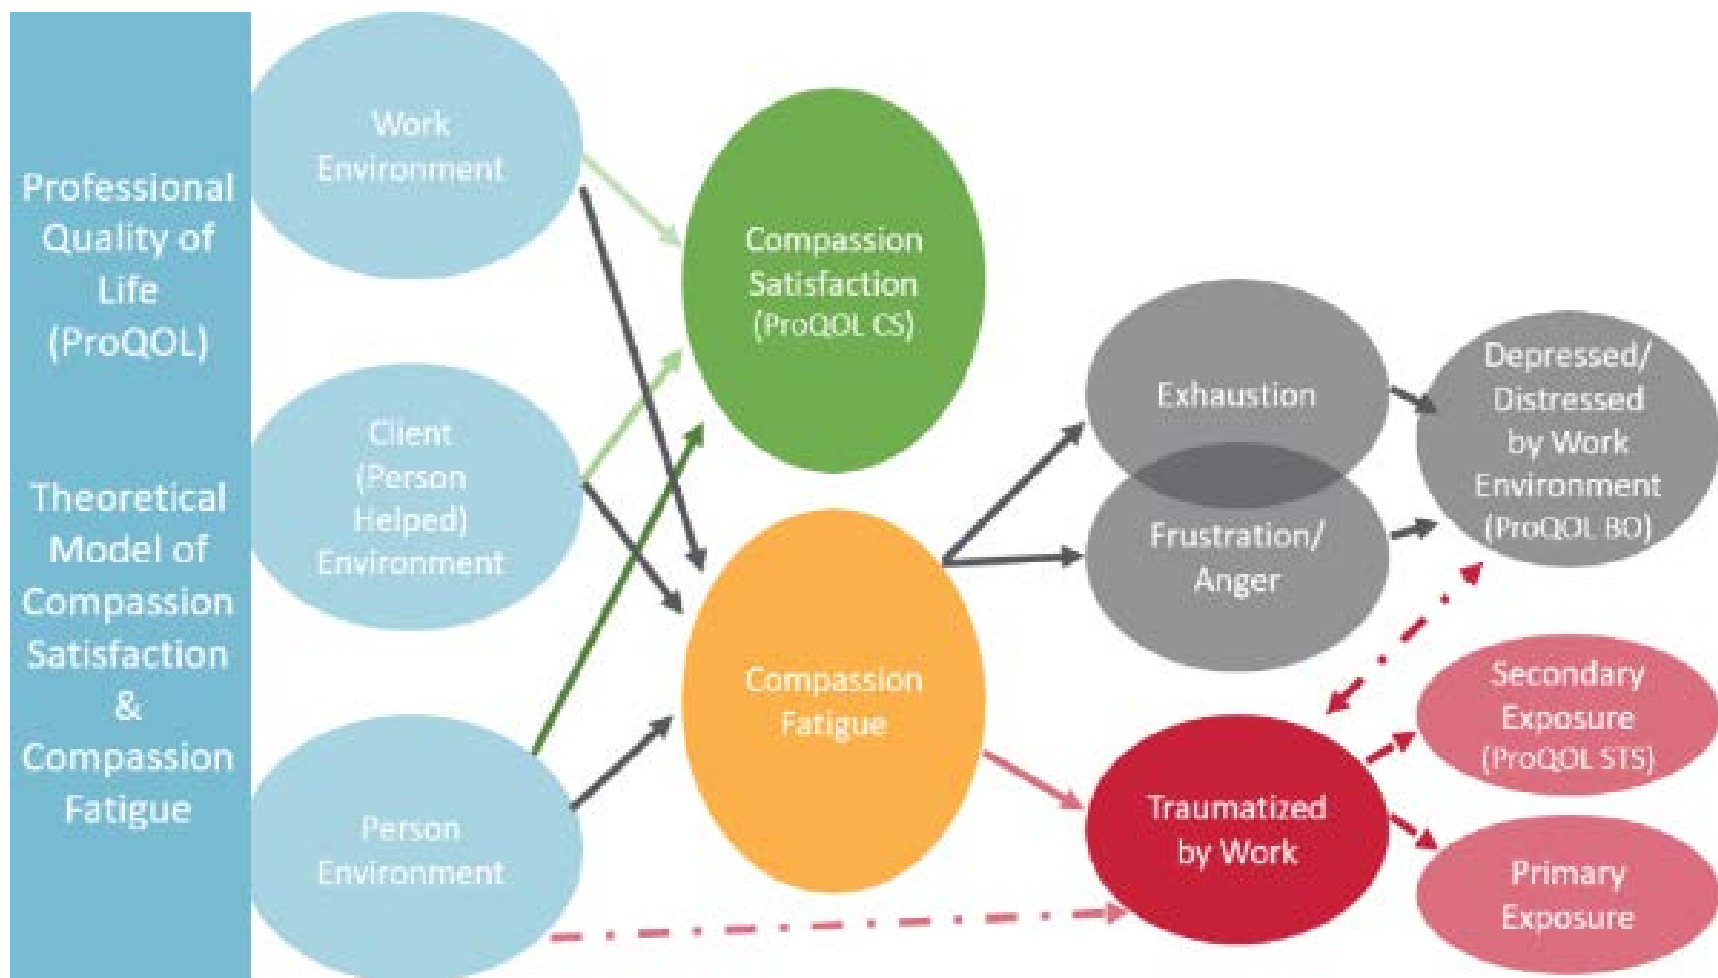 Professional
Quality of
Life
(ProQOL)
Theoretical
Model of
Compassion
Satisfaction
&
Compassion
Fatigue
Work
Environment
Client
(Person
Helped)
Environment
Person
Environment
Compassion
Satisfaction
(ProQOL CS)
Compassion
Fatigue
Exhaustion
Frustration/
Anger
Traumatized
by Work
Depressed/
Distressed
by Work
Environment
(ProQOL BO)
Secondary
Exposure
(ProQOL STS)
Primary
Exposure